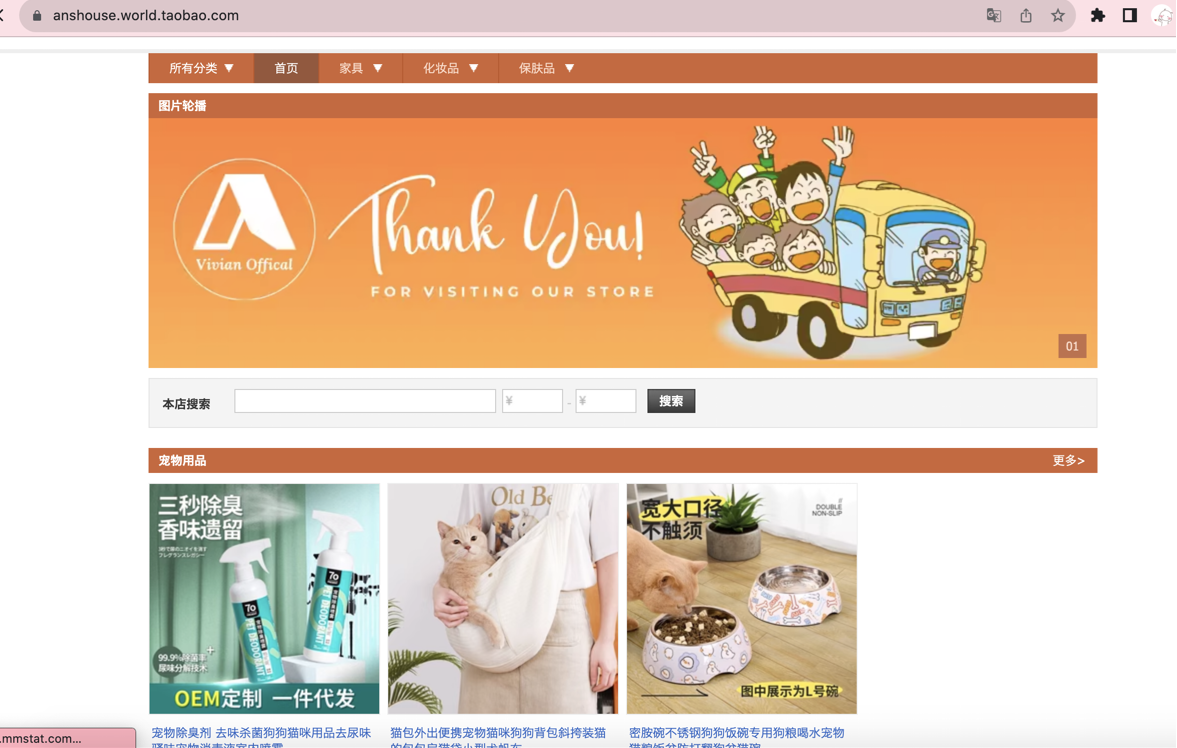 anshouse.world.taobao.com
所有分类 ▼ 首页 家具 ▼ 化妆品 ▼ 保肤品 ▼
图片轮播
Vivian Offical
Thank You!
FOR VISITING OUR STORE
01
本店搜索 ¥ - ¥ 搜索
宠物用品 更多>
三秒除臭
香味遗留
99.9%除菌率
尿味分解技术
OEM定制 一件代发
Old Be
宽大口径
不触须
DOUBLE
NON-SLIP
图中展示为L号碗
宠物除臭剂 去味杀菌狗狗猫咪用品去尿味
猫包外出便携宠物猫咪狗狗背包斜挎装猫
密胺碗不锈钢狗狗饭碗专用狗粮喝水宠物
.mmstat.com...